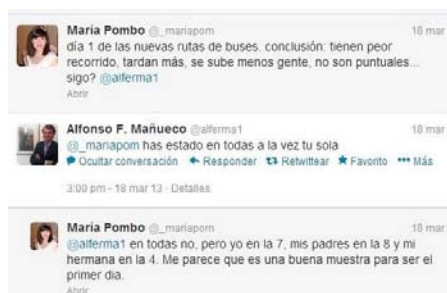 María Pombo @_mariapom 18 mar
día 1 de las nuevas rutas de buses. conclusión: tienen peor
recorrido, tardan más, se sube menos gente, no son puntuales...
sigo? @alferma1
Abrir
Alfonso F. Mañueco @alferma1 18 mar
@_mariapom has estado en todas a la vez tu sola
Ocultar conversación Responder Retwittear Favorito Más
3:00 pm - 18 mar 13 · Detalles
María Pombo @_mariapom 18 mar
@alferma1 en todas no, pero yo en la 7, mis padres en la 8 y mi
hermana en la 4. Me parece que es una buena muestra para ser el
primer dia.
Abrir